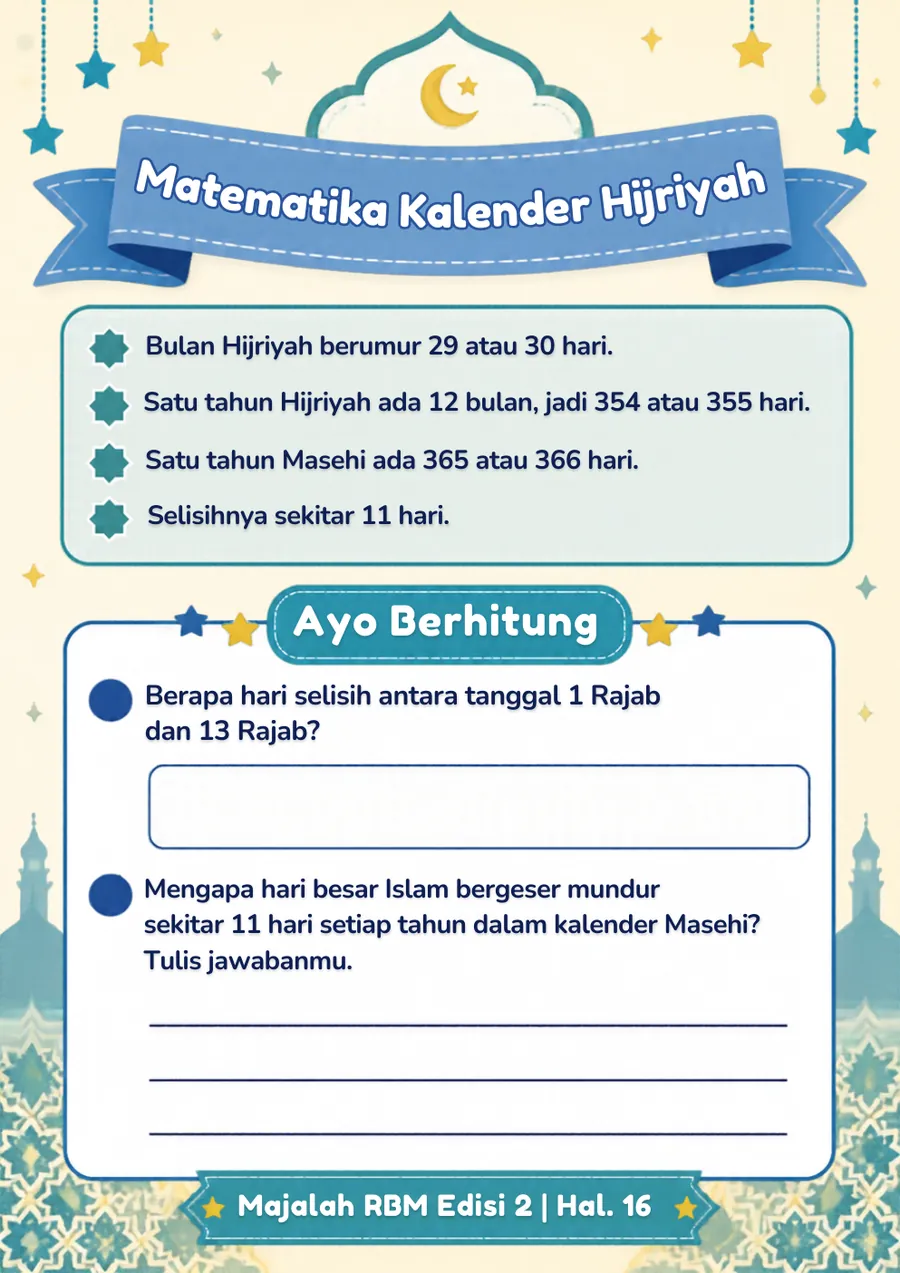 Matematika Kalender Hijriyah
Bulan Hijriyah berumur 29 atau 30 hari.
Satu tahun Hijriyah ada 12 bulan, jadi 354 atau 355 hari.
Satu tahun Masehi ada 365 atau 366 hari.
Selisihnya sekitar 11 hari.
Ayo Berhitung
Berapa hari selisih antara tanggal 1 Rajab
dan 13 Rajab?
Mengapa hari besar Islam bergeser mundur
sekitar 11 hari setiap tahun dalam kalender Masehi?
Tulis jawabanmu.
Majalah RBM Edisi 2 | Hal. 16